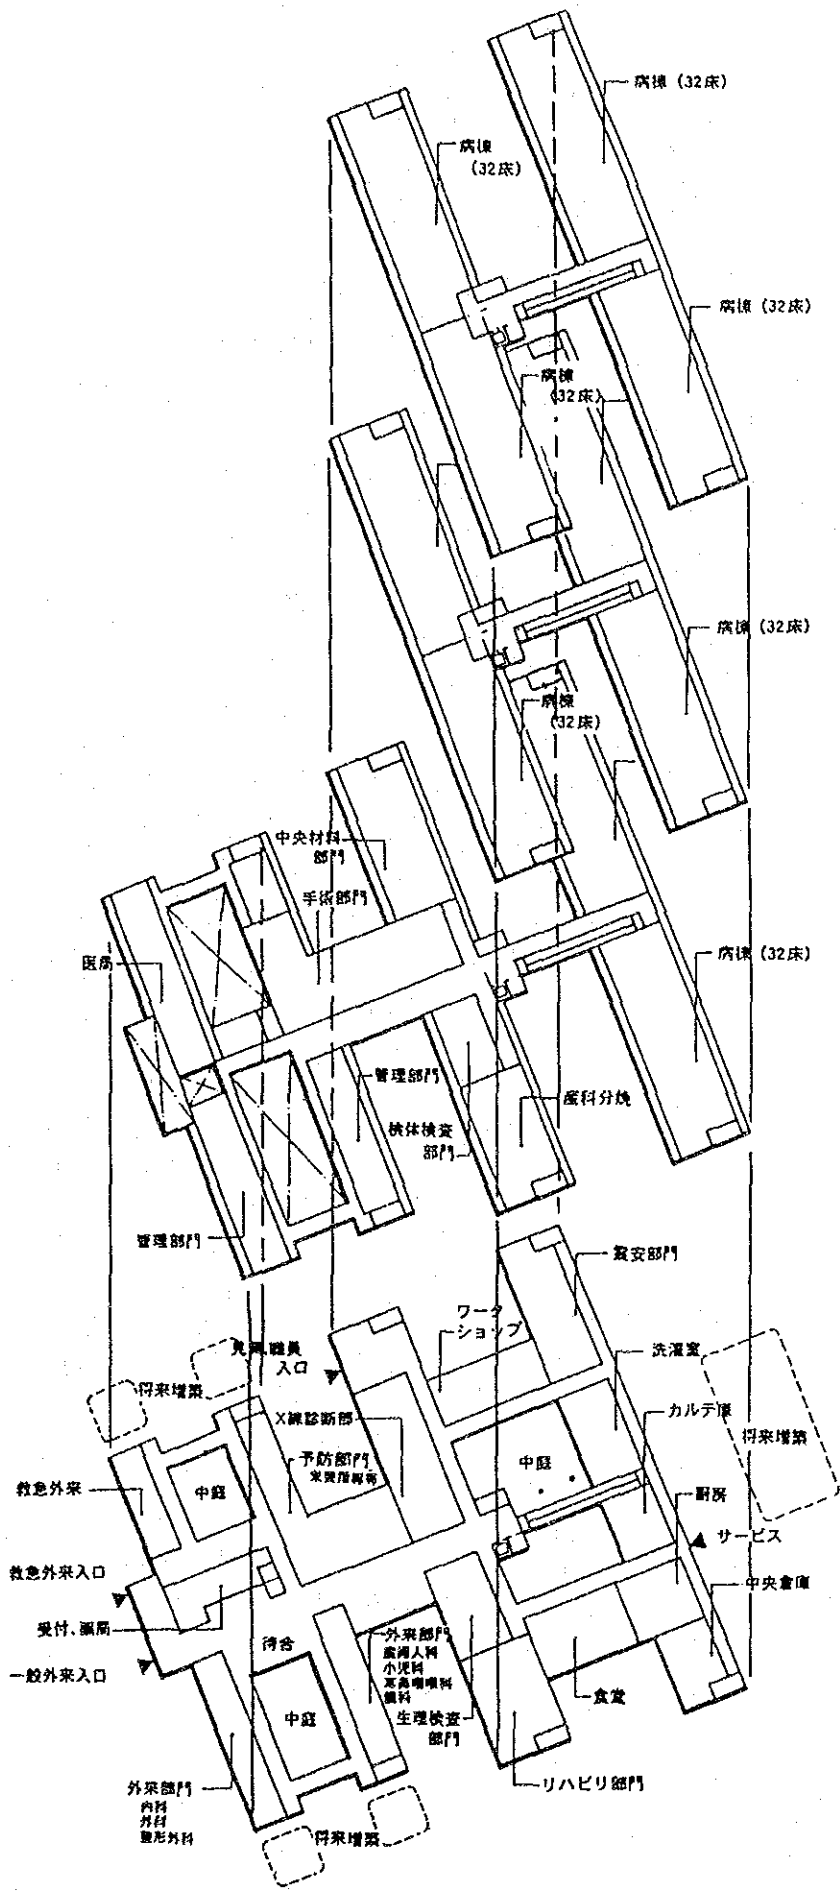 病棟（32床）
病棟
（32床）
病棟（32床）
病棟
（32床）
病棟（32床）
病棟
（32床）
中央材料
部門
手術部門
医局
病棟（32床）
管理部門
検体検査
部門
産科分娩
管理部門
霊安部門
ワーク
ショップ
見舞、職員
入口
洗濯室
将来増築
X線診断部
カルテ庫
予防部門
栄養指導等
中庭
将来増築
救急外来
中庭
厨房
サービス
救急外来入口
中央倉庫
受付、薬局
待合
外来部門
産婦人科
小児科
耳鼻咽喉科
眼科
一般外来入口
中庭
生理検査
部門
食堂
外来部門
内科
外科
整形外科
リハビリ部門
将来増築